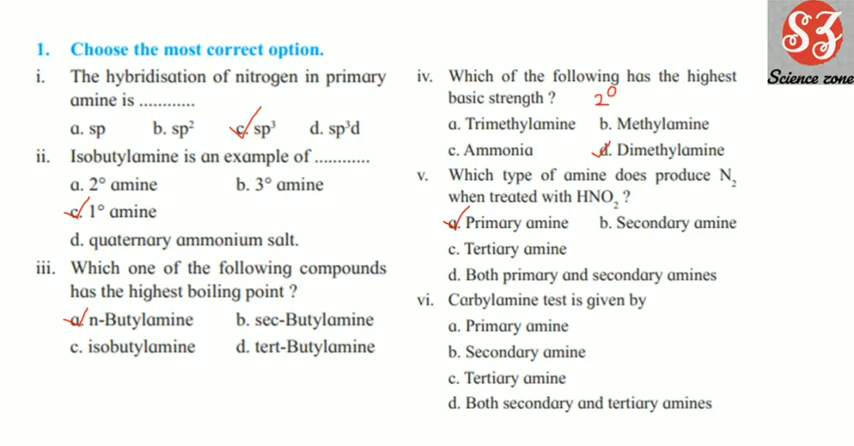 SZ
Science zone
1. Choose the most correct option.
i. The hybridisation of nitrogen in primary
amine is ............
a. sp b. sp² c. sp³ d. sp³d
ii. Isobutylamine is an example of ............
a. 2° amine b. 3° amine
c. 1° amine
d. quaternary ammonium salt.
iii. Which one of the following compounds
has the highest boiling point ?
a. n-Butylamine b. sec-Butylamine
c. isobutylamine d. tert-Butylamine
iv. Which of the following has the highest
basic strength ? 2°
a. Trimethylamine b. Methylamine
c. Ammonia d. Dimethylamine
v. Which type of amine does produce N₂
when treated with HNO₂ ?
a. Primary amine b. Secondary amine
c. Tertiary amine
d. Both primary and secondary amines
vi. Carbylamine test is given by
a. Primary amine
b. Secondary amine
c. Tertiary amine
d. Both secondary and tertiary amines